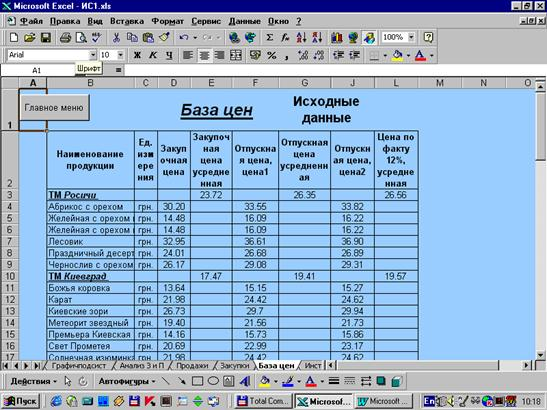 Microsoft Excel - ИС1.xls
Файл Правка Вид Вставка Формат Сервис Данные Окно ?
100%
Arial 10 Ж К Ч
A1 Шрифт =
A B C D E F G H I L M N O
1 Главное меню База цен Исходные данные
2 Наименование продукции Ед. изм ере ния Закуп очная цена Закупоч ная цена усредне нная Отпускна я цена, цена1 Отпускная цена усредненн ая Отпускн ая цена, цена2 Цена по факту 12%, усредне нная
3 ТМ Росичи 23.72 26.35 26.56
4 Абрикос с орехом грн. 30.20 33.55 33.82
5 Желейная с орехом грн. 14.48 16.09 16.22
6 Желейная с орехом грн. 14.48 16.09 16.22
7 Лесовик грн. 32.95 36.61 36.90
8 Праздничный десерт грн. 24.01 26.68 26.89
9 Чернослив с орехом грн. 26.17 29.08 29.31
10 ТМ Киевград 17.47 19.41 19.57
11 Божья коровка грн. 13.64 15.15 15.27
12 Карат грн. 21.98 24.42 24.62
13 Киевские зори грн. 26.73 29.7 29.94
14 Метеорит звездный грн. 19.40 21.56 21.73
15 Премьера Киевская грн. 14.16 15.73 15.86
16 Свет Прометея грн. 20.69 22.99 23.17
17 Солнечная изюминка грн. 21.98 24.42 24.62
Графичподсист Анализ З и П Продажи Закупки База цен Инст
Действия Автофигуры
Пуск Total Com... Microsof... Microsoft ... En 10:18